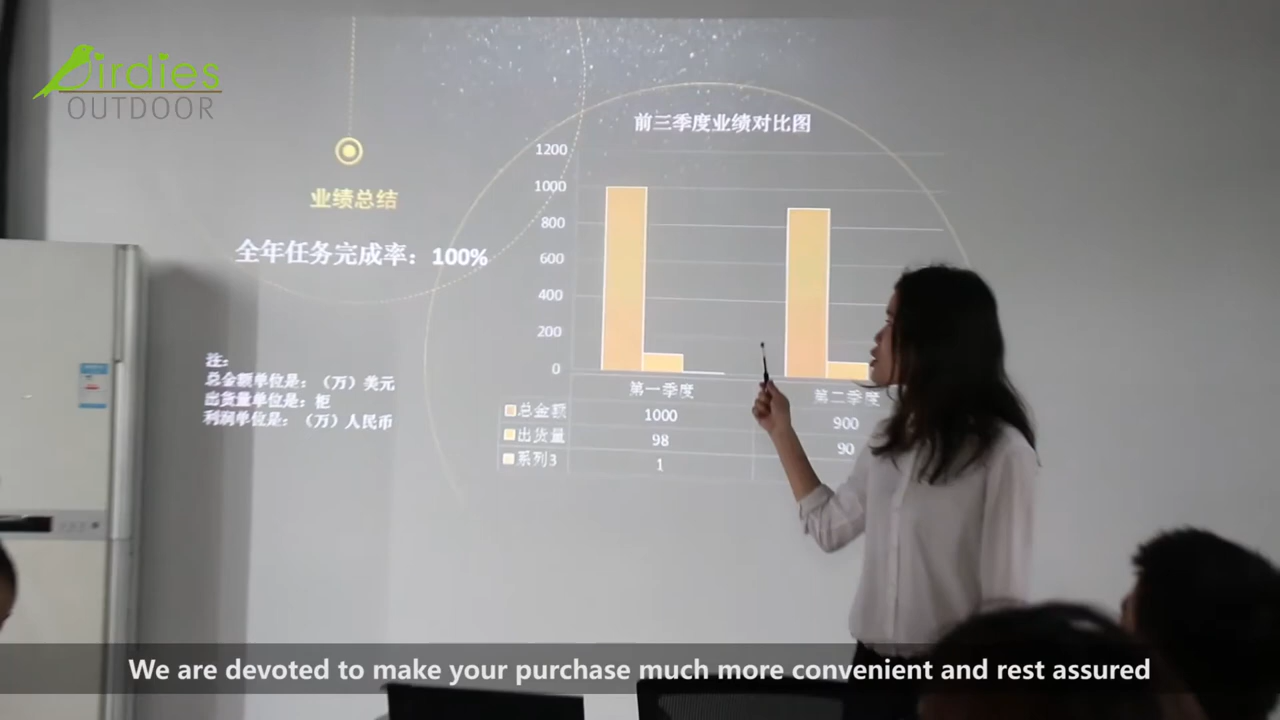 Birdies
OUTDOOR
前三季度业绩对比图
1200
1000
800
600
400
200
0
业绩总结
全年任务完成率：100%
注：
总金额单位是：（万）美元
出货量单位是：柜
利润单位是：（万）人民币
第一季度 第二季度
总金额 1000 900
出货量 98 90
系列3 1
We are devoted to make your purchase much more convenient and rest assured